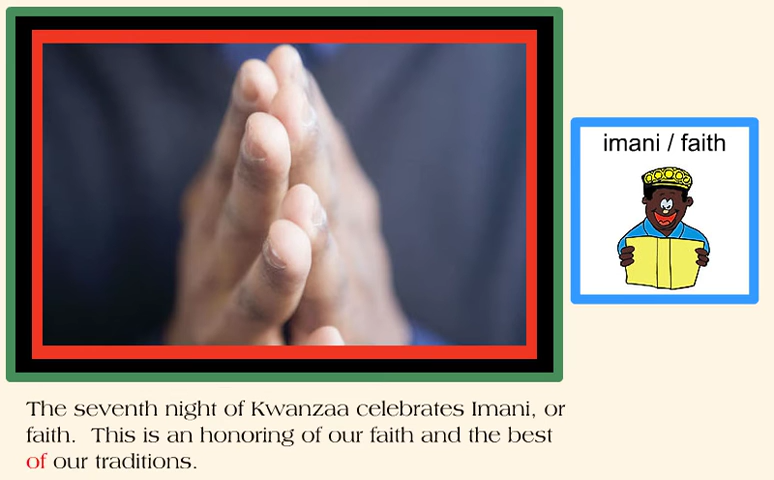 imani / faith
The seventh night of Kwanzaa celebrates Imani, or
faith.  This is an honoring of our faith and the best
of our traditions.